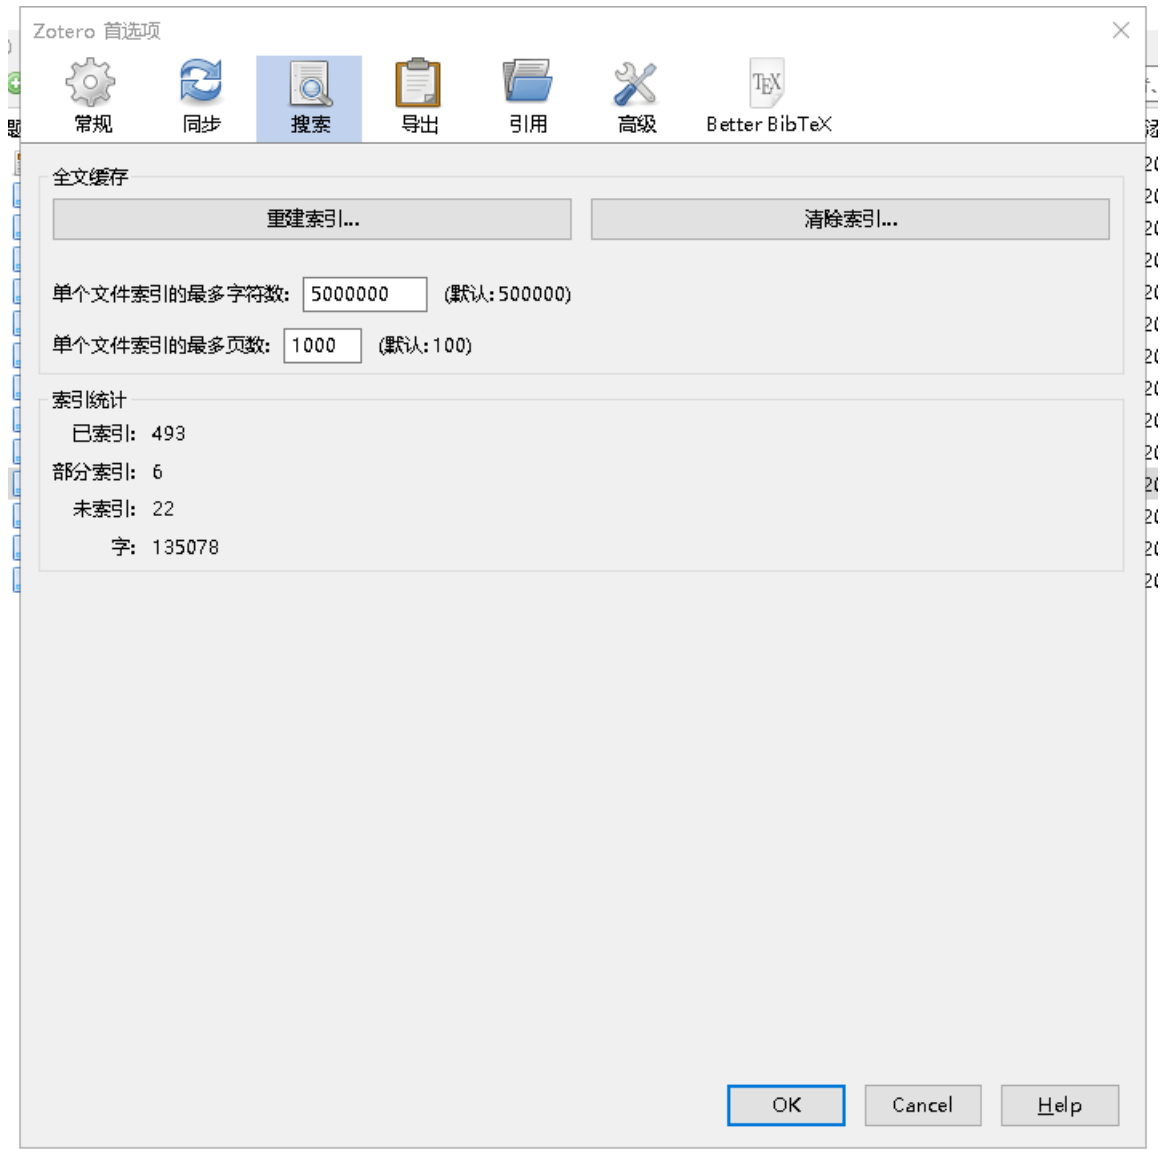 Zotero 首选项
常规 同步 搜索 导出 引用 高级 Better BibTeX
全文缓存
重建索引... 清除索引...
单个文件索引的最多字符数: 5000000 (默认: 500000)
单个文件索引的最多页数: 1000 (默认: 100)
索引统计
已索引: 493
部分索引: 6
未索引: 22
字: 135078
OK Cancel Help